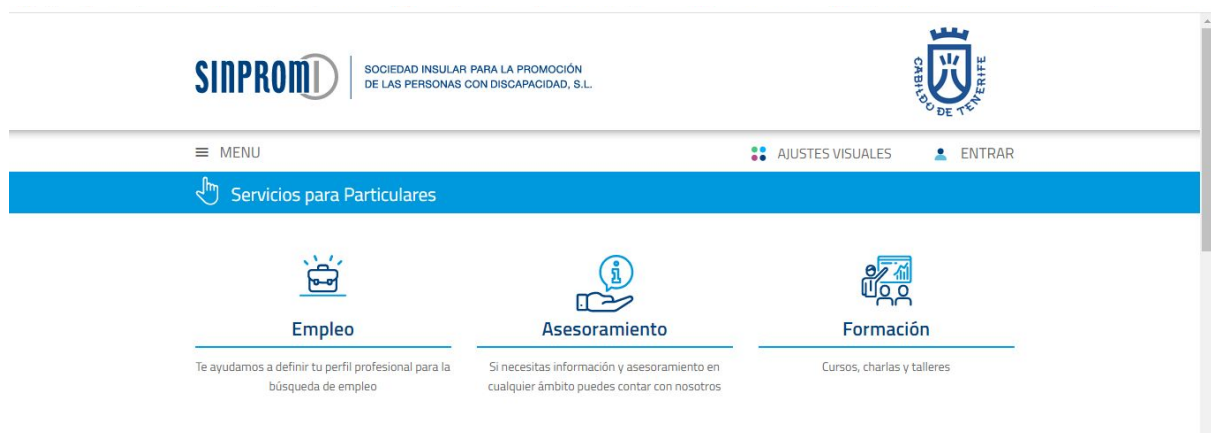 SINPROMI
SOCIEDAD INSULAR PARA LA PROMOCIÓN
DE LAS PERSONAS CON DISCAPACIDAD, S.L.
CABILDO DE TENERIFE
MENU
AJUSTES VISUALES
ENTRAR
Servicios para Particulares
Empleo
Asesoramiento
Formación
Te ayudamos a definir tu perfil profesional para la
búsqueda de empleo
Si necesitas información y asesoramiento en
cualquier ámbito puedes contar con nosotros
Cursos, charlas y talleres